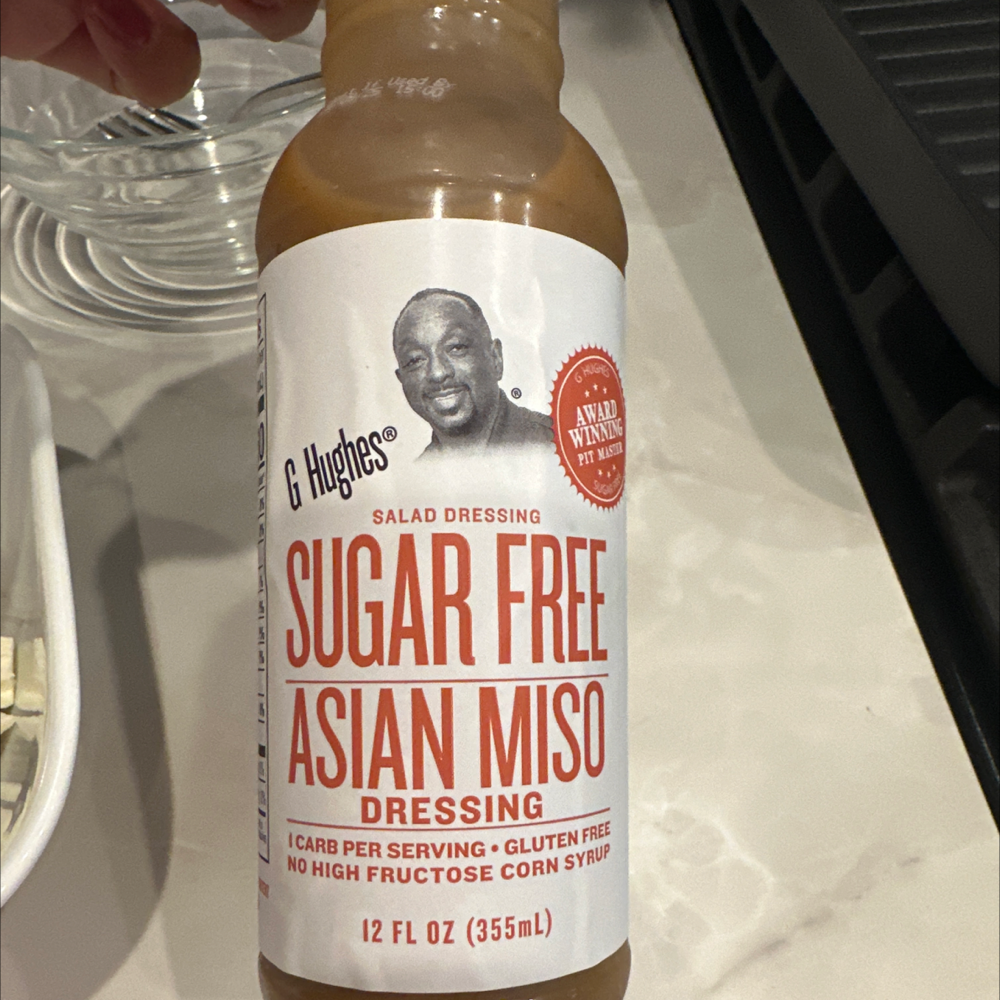 G Hughes®
®
G HUGHES
AWARD
WINNING
PIT MASTER
SALAD DRESSING
SUGAR FREE
ASIAN MISO
DRESSING
1 CARB PER SERVING • GLUTEN FREE
NO HIGH FRUCTOSE CORN SYRUP
12 FL OZ (355mL)